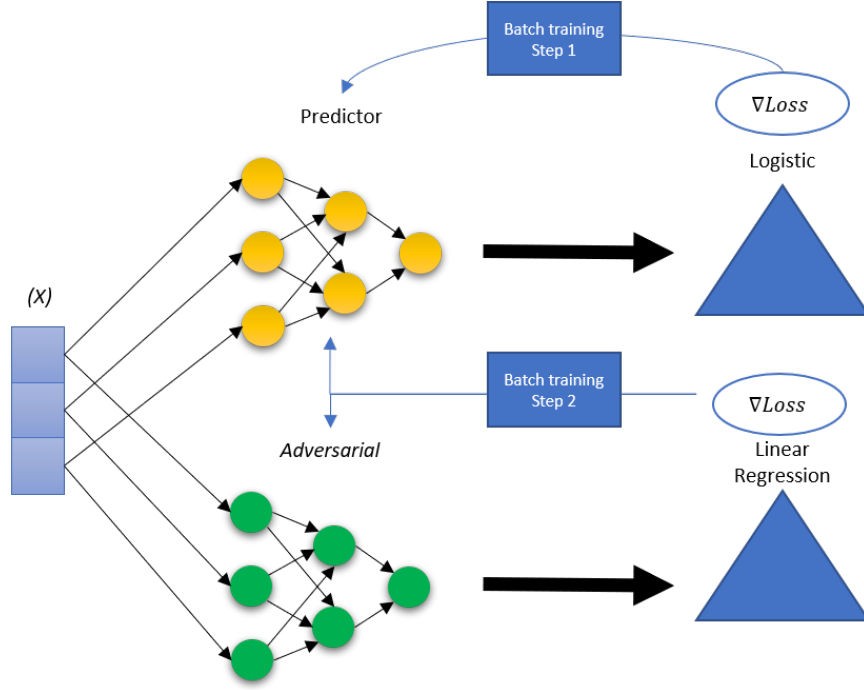 Batch training
Step 1
∇Loss
Predictor
Logistic
(X)
Batch training
Step 2
∇Loss
Adversarial
Linear
Regression